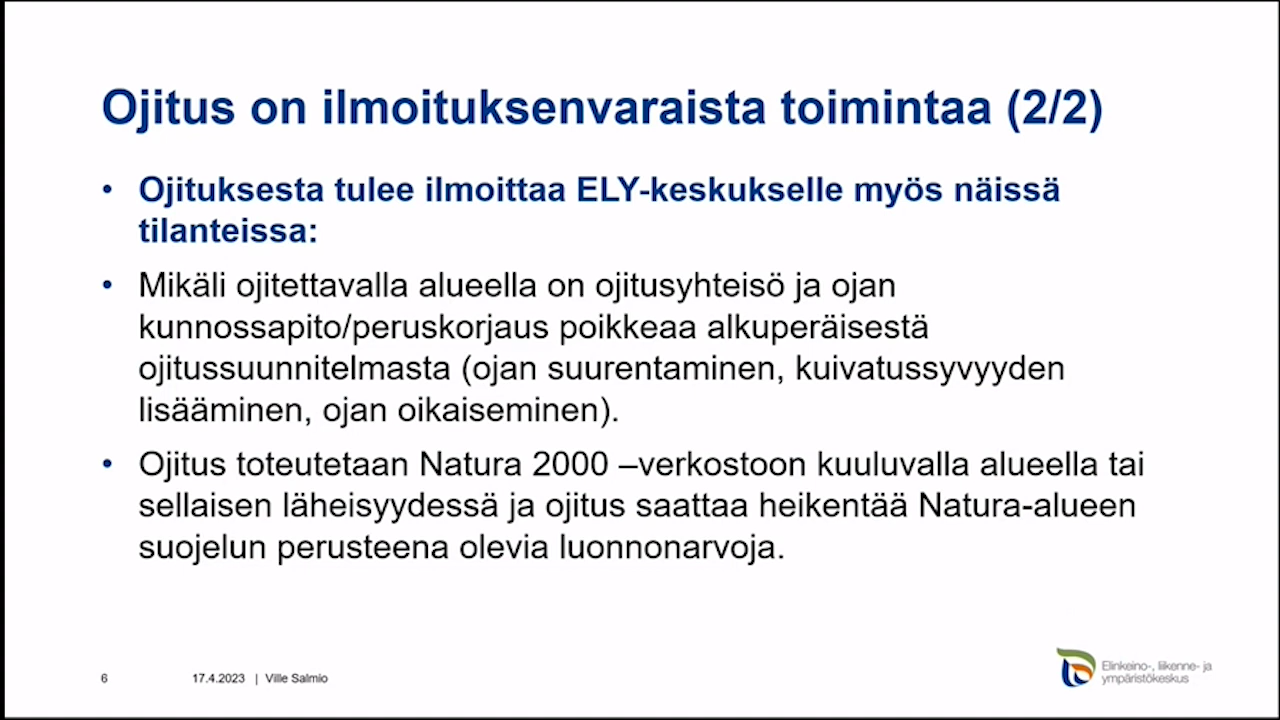 Ojitus on ilmoituksenvaraista toimintaa (2/2)
• Ojituksesta tulee ilmoittaa ELY-keskukselle myös näissä
tilanteissa:
• Mikäli ojitettavalla alueella on ojitusyhteisö ja ojan
kunnossapito/peruskorjaus poikkeaa alkuperäisestä
ojitussuunnitelmasta (ojan suurentaminen, kuivatussyvyyden
lisääminen, ojan oikaiseminen).
• Ojitus toteutetaan Natura 2000 –verkostoon kuuluvalla alueella tai
sellaisen läheisyydessä ja ojitus saattaa heikentää Natura-alueen
suojelun perusteena olevia luonnonarvoja.
6 17.4.2023 | Ville Salmio
Elinkeino-, liikenne- ja
ympäristökeskus